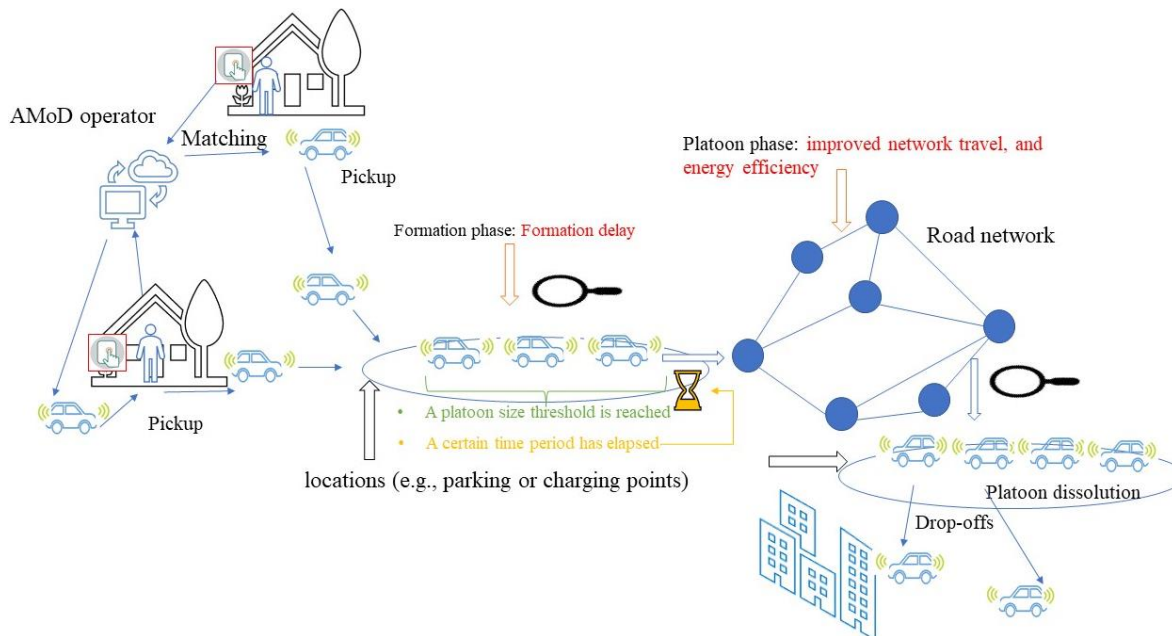 AMoD operator
Matching
Pickup
Pickup
Formation phase: Formation delay
• A platoon size threshold is reached
• A certain time period has elapsed
locations (e.g., parking or charging points)
Platoon phase: improved network travel, and
energy efficiency
Road network
Platoon dissolution
Drop-offs